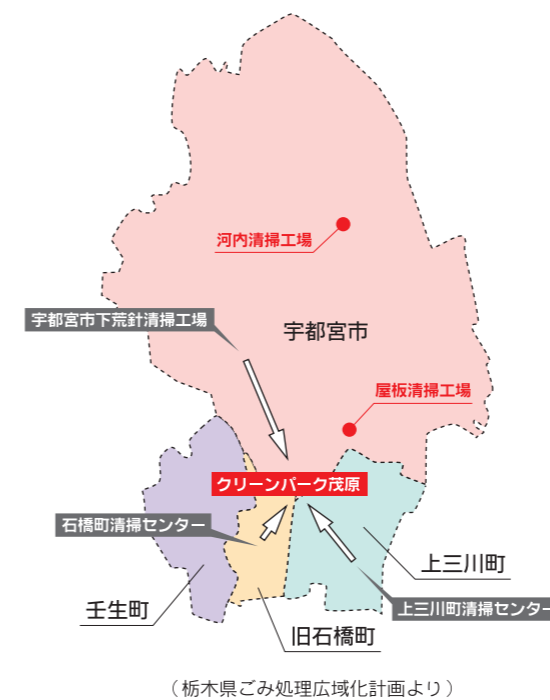 河内清掃工場
宇都宮市下荒針清掃工場
宇都宮市
屋板清掃工場
クリーンパーク茂原
石橋町清掃センター
上三川町
壬生町
上三川町清掃センター
旧石橋町
(栃木県ごみ処理広域化計画より)